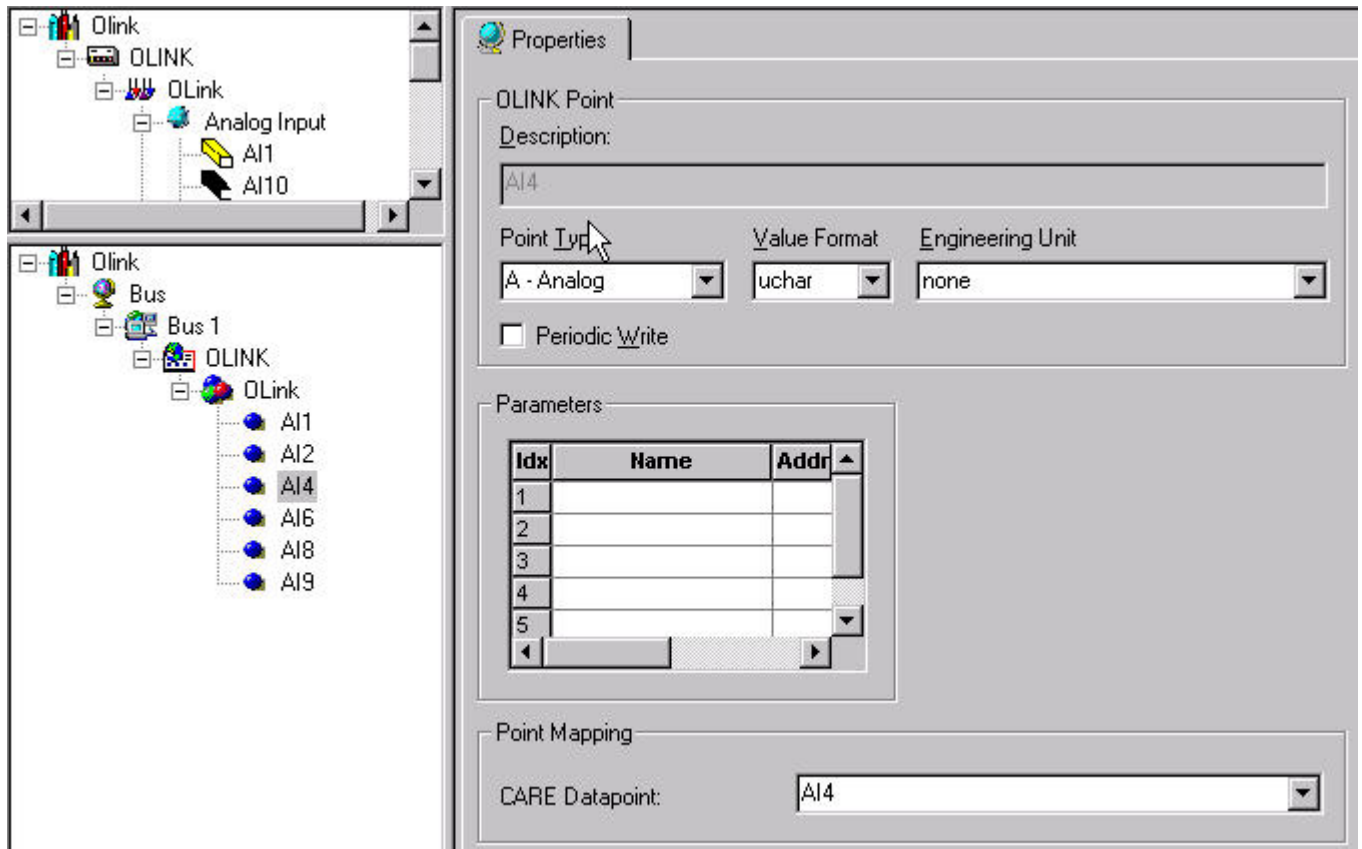 Olink
OLINK
OLink
Analog Input
AI1
AI10
Olink
Bus
Bus 1
OLINK
OLink
AI1
AI2
AI4
AI6
AI8
AI9
Properties
OLINK Point
Description:
AI4
Point Typ
Value Format
Engineering Unit
A - Analog
uchar
none
Periodic Write
Parameters
Idx Name Addr
1
2
3
4
5
Point Mapping
CARE Datapoint:
AI4